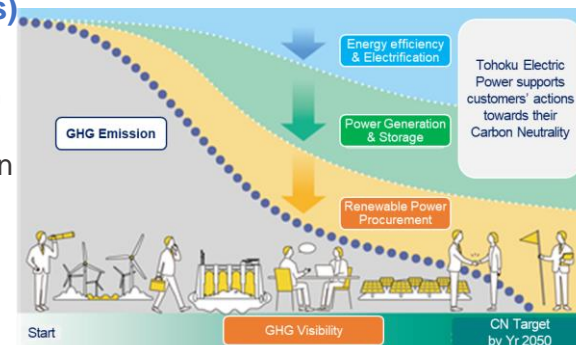 s)
Energy efficiency
& Electrification
Tohoku Electric
Power supports
customers' actions
towards their
Carbon Neutrality
GHG Emission
Power Generation
& Storage
n
Renewable Power
Procurement
Start
GHG Visibility
CN Target
by Yr 2050